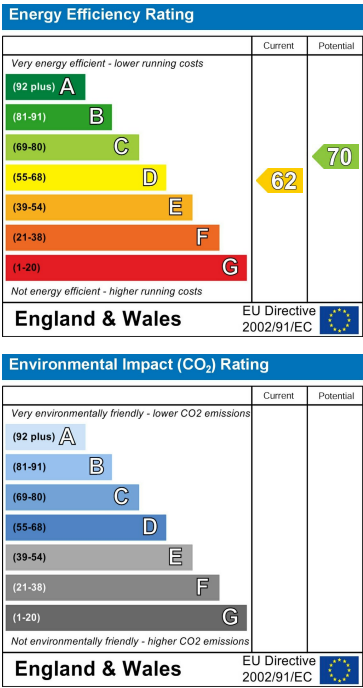 Energy Efficiency Rating
Current Potential
Very energy efficient - lower running costs
(92 plus) A
(81-91) B
(69-80) C
70
(55-68) D
62
(39-54) E
(21-38) F
(1-20) G
Not energy efficient - higher running costs
England & Wales
EU Directive
2002/91/EC
Environmental Impact (CO₂) Rating
Current Potential
Very environmentally friendly - lower CO2 emissions
(92 plus) A
(81-91) B
(69-80) C
(55-68) D
(39-54) E
(21-38) F
(1-20) G
Not environmentally friendly - higher CO2 emissions
England & Wales
EU Directive
2002/91/EC